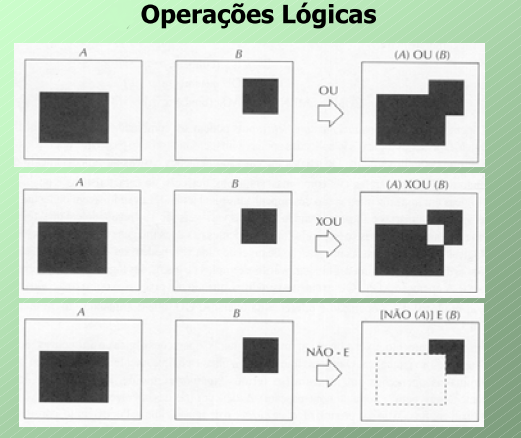 Operações Lógicas
A
B
(A) OU (B)
OU
A
B
(A) XOU (B)
XOU
A
B
[NÃO (A)] E (B)
NÃO - E